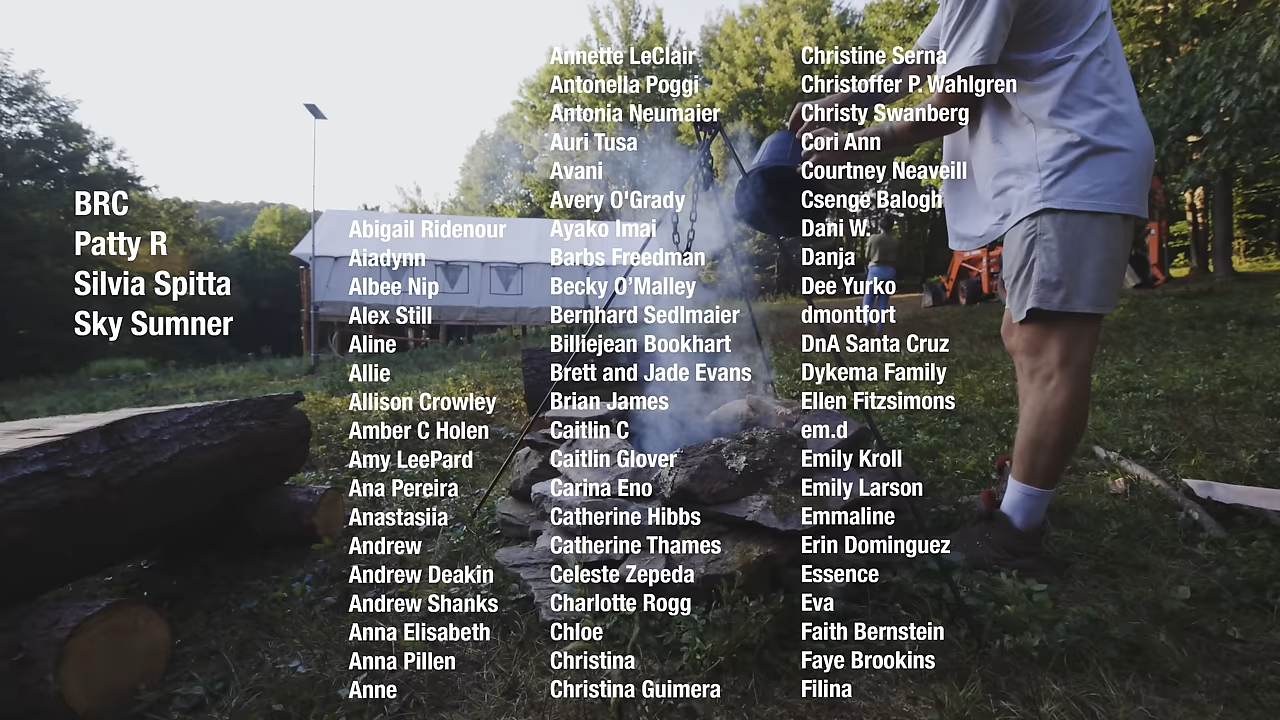 BRC
Patty R
Silvia Spitta
Sky Sumner
Abigail Ridenour
Aiadynn
Albee Nip
Alex Still
Aline
Allie
Allison Crowley
Amber C Holen
Amy LeePard
Ana Pereira
Anastasiia
Andrew
Andrew Deakin
Andrew Shanks
Anna Elisabeth
Anna Pillen
Anne
Annette LeClair
Antonella Poggi
Antonia Neumaier
Auri Tusa
Avani
Avery O'Grady
Ayako Imai
Barbs Freedman
Becky O’Malley
Bernhard Sedlmaier
Billiejean Bookhart
Brett and Jade Evans
Brian James
Caitlin C
Caitlin Glover
Carina Eno
Catherine Hibbs
Catherine Thames
Celeste Zepeda
Charlotte Rogg
Chloe
Christina
Christina Guimera
Christine Serna
Christoffer P. Wahlgren
Christy Swanberg
Cori Ann
Courtney Neaveill
Csenge Balogh
Dani W.
Danja
Dee Yurko
dmontfort
DnA Santa Cruz
Dykema Family
Ellen Fitzsimons
em.d
Emily Kroll
Emily Larson
Emmaline
Erin Dominguez
Essence
Eva
Faith Bernstein
Faye Brookins
Filina